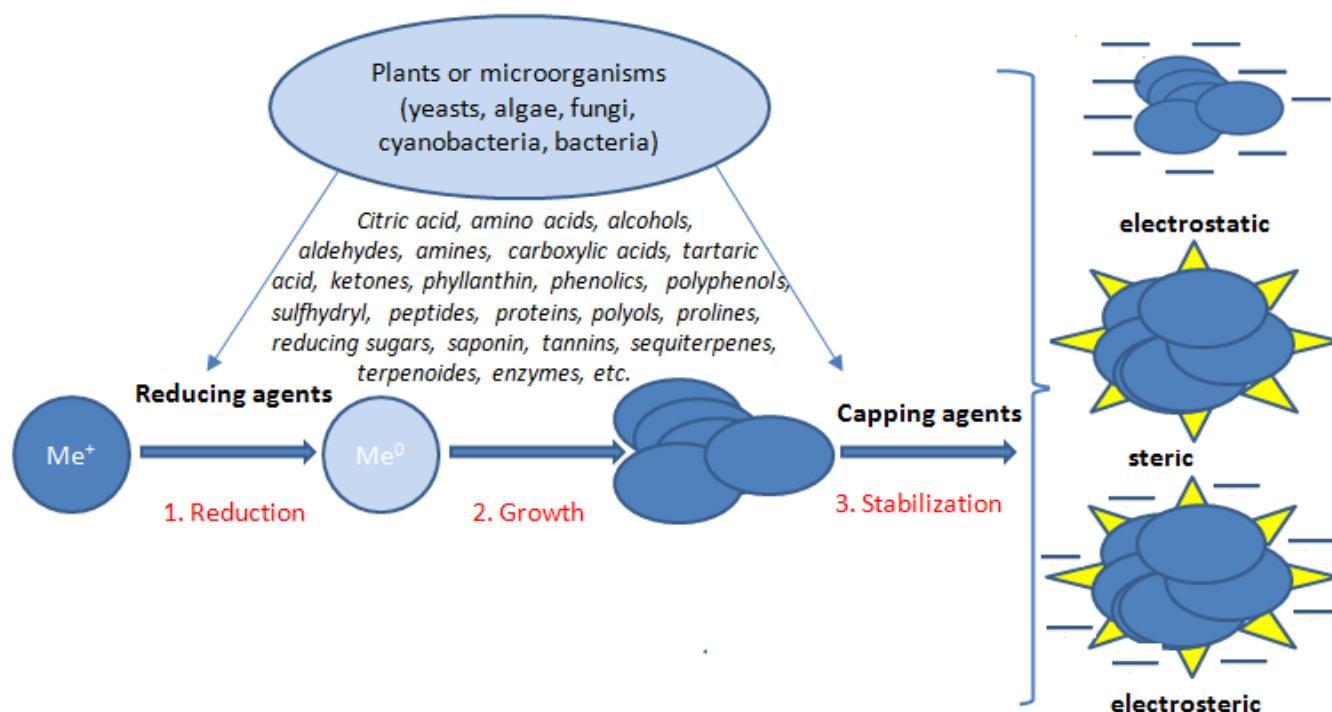 Plants or microorganisms
(yeasts, algae, fungi,
cyanobacteria, bacteria)
Citric acid, amino acids, alcohols,
aldehydes, amines, carboxylic acids, tartaric
acid, ketones, phyllanthin, phenolics, polyphenols,
sulfhydryl, peptides, proteins, polyols, prolines,
reducing sugars, saponin, tannins, sequiterpenes,
terpenoides, enzymes, etc.
Reducing agents
Capping agents
Me⁺
Me⁰
1. Reduction
2. Growth
3. Stabilization
electrostatic
steric
electrosteric